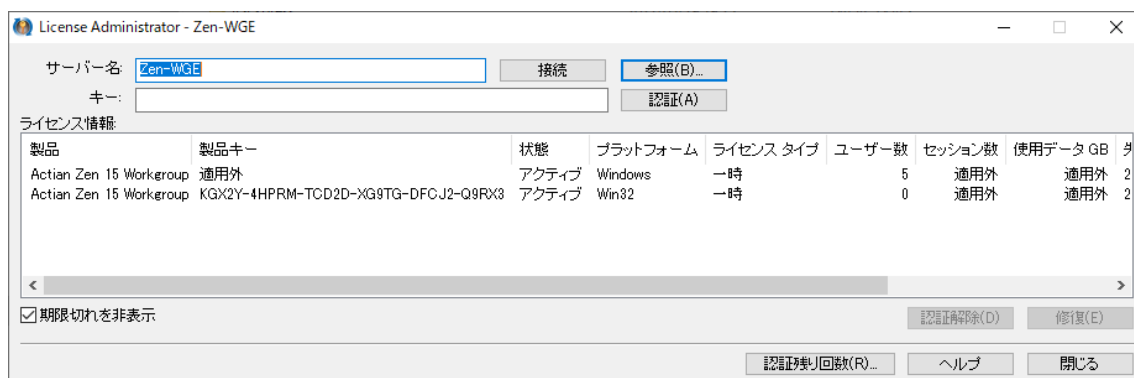 License Administrator - Zen-WGE
サーバー名: Zen-WGE 接続 参照(B)...
キー: 認証(A)
ライセンス情報:
製品 製品キー 状態 プラットフォーム ライセンス タイプ ユーザー数 セッション数 使用データ GB
Actian Zen 15 Workgroup 適用外 アクティブ Windows 一時 5 適用外 適用外 2
Actian Zen 15 Workgroup KGX2Y-4HPRM-TCD2D-XG9TG-DFCJ2-Q9RX3 アクティブ Win32 一時 0 適用外 適用外 2
期限切れを非表示 認証解除(D) 修復(E)
認証残り回数(R)... ヘルプ 閉じる